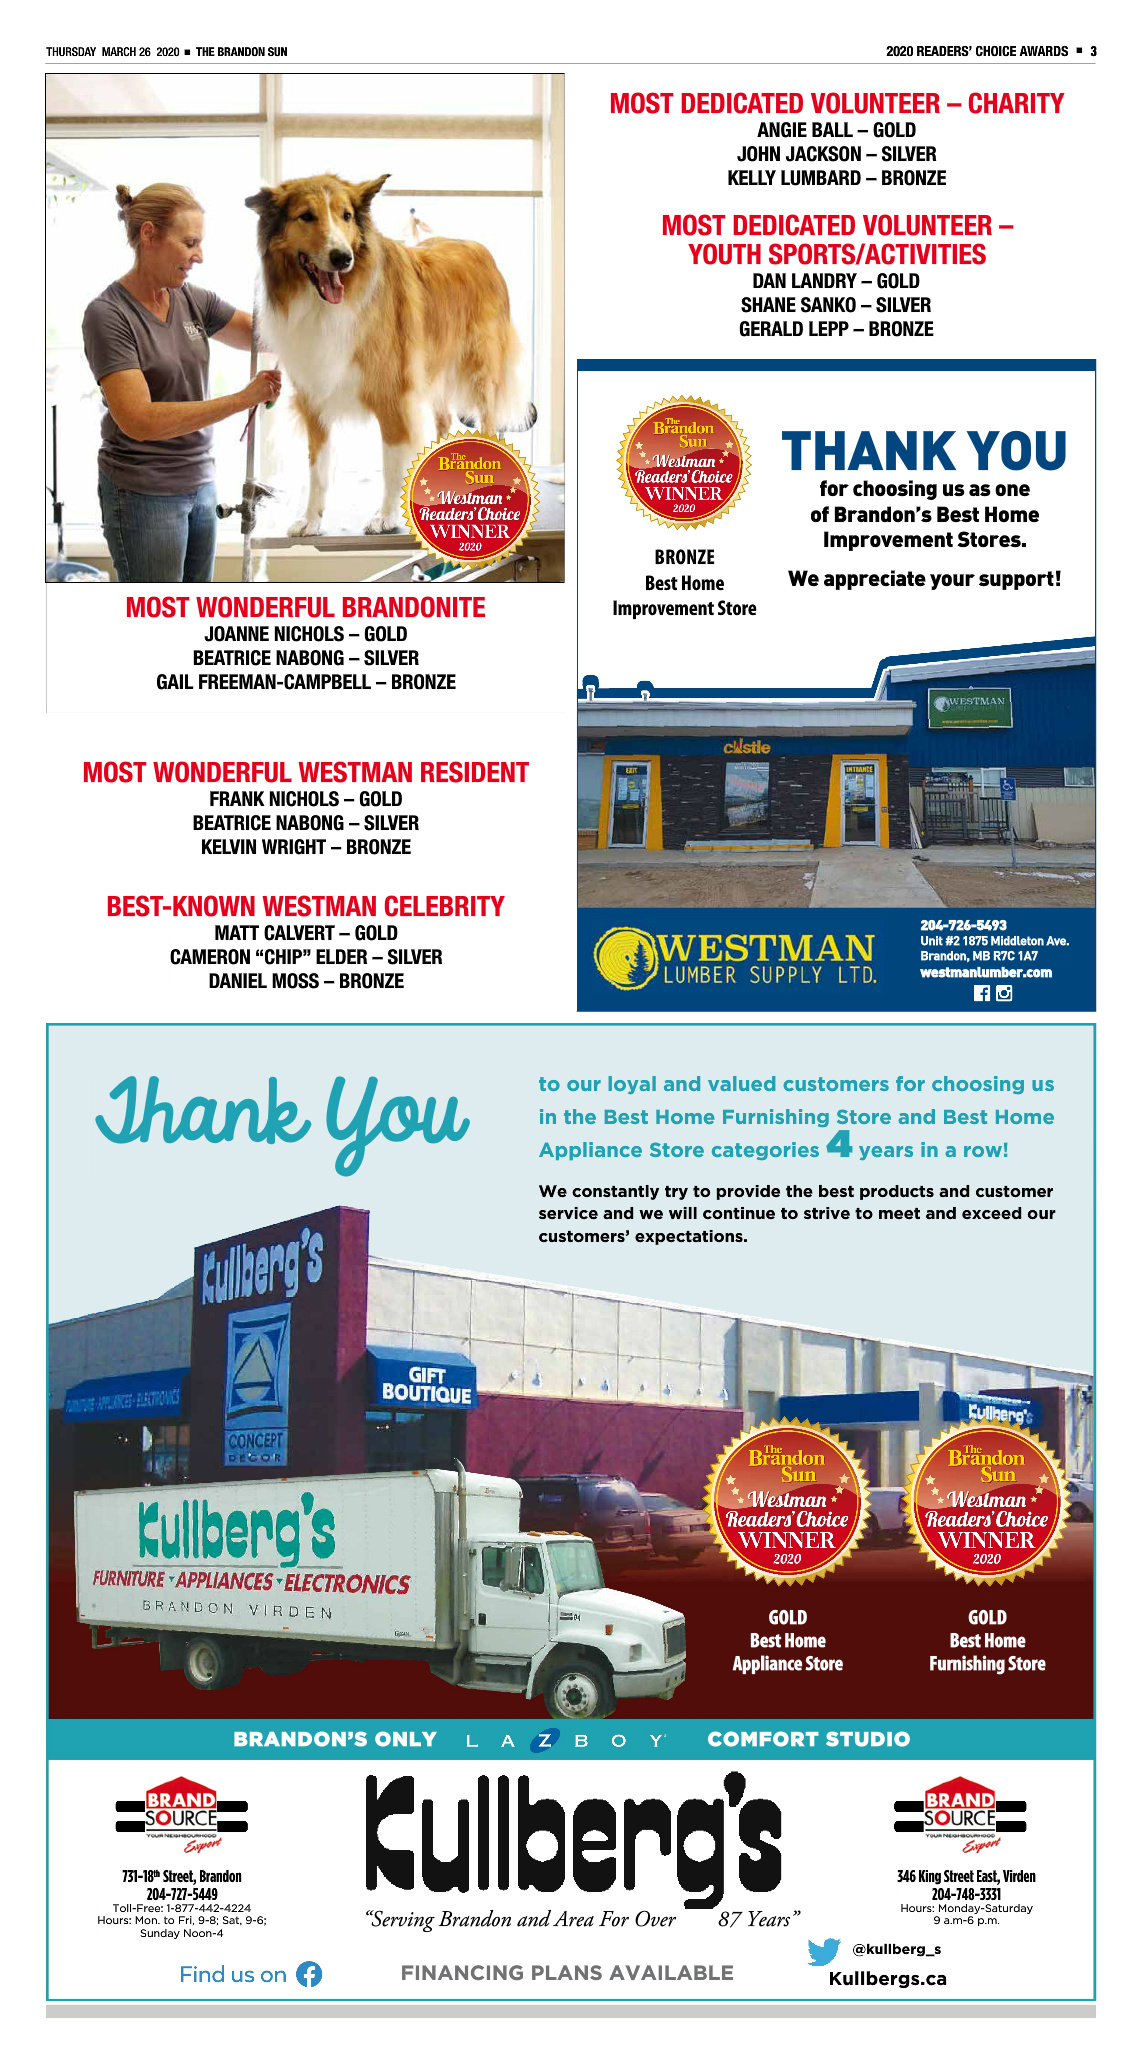 THURSDAY MARCH 26 2020 ■ THE BRANDON SUN
2020 READERS' CHOICE AWARDS ■ 3
The
Brandon
Sun
Westman
Readers' Choice
WINNER
2020
MOST WONDERFUL BRANDONITE
JOANNE NICHOLS – GOLD
BEATRICE NABONG – SILVER
GAIL FREEMAN-CAMPBELL – BRONZE
MOST WONDERFUL WESTMAN RESIDENT
FRANK NICHOLS – GOLD
BEATRICE NABONG – SILVER
KELVIN WRIGHT – BRONZE
BEST-KNOWN WESTMAN CELEBRITY
MATT CALVERT – GOLD
CAMERON “CHIP” ELDER – SILVER
DANIEL MOSS – BRONZE
MOST DEDICATED VOLUNTEER – CHARITY
ANGIE BALL – GOLD
JOHN JACKSON – SILVER
KELLY LUMBARD – BRONZE
MOST DEDICATED VOLUNTEER –
YOUTH SPORTS/ACTIVITIES
DAN LANDRY – GOLD
SHANE SANKO – SILVER
GERALD LEPP – BRONZE
The
Brandon
Sun
Westman
Readers' Choice
WINNER
2020
BRONZE
Best Home
Improvement Store
THANK YOU
for choosing us as one
of Brandon's Best Home
Improvement Stores.
We appreciate your support!
WESTMAN
castle
EXIT
ENTRANCE
WESTMAN
LUMBER SUPPLY LTD.
204-726-5493
Unit #2 1875 Middleton Ave.
Brandon, MB R7C 1A7
westmanlumber.com
Thank You
to our loyal and valued customers for choosing us
in the Best Home Furnishing Store and Best Home
Appliance Store categories 4 years in a row!
We constantly try to provide the best products and customer
service and we will continue to strive to meet and exceed our
customers' expectations.
Kullberg's
GIFT
BOUTIQUE
FURNITURE - APPLIANCES - ELECTRONICS
CONCEPT
DECOR
Kullberg's
Kullberg's
FURNITURE ▾ APPLIANCES ▾ ELECTRONICS
BRANDON VIRDEN
The
Brandon
Sun
Westman
Readers' Choice
WINNER
2020
GOLD
Best Home
Appliance Store
The
Brandon
Sun
Westman
Readers' Choice
WINNER
2020
GOLD
Best Home
Furnishing Store
BRANDON'S ONLY LAZBOY COMFORT STUDIO
BRAND
SOURCE
YOUR NEIGHBOURHOOD
Expert
731-18th Street, Brandon
204-727-5449
Toll-Free: 1-877-442-4224
Hours: Mon. to Fri, 9-8; Sat, 9-6;
Sunday Noon-4
Find us on
Kullberg's
“Serving Brandon and Area For Over 87 Years”
FINANCING PLANS AVAILABLE
BRAND
SOURCE
YOUR NEIGHBOURHOOD
Expert
346 King Street East, Virden
204-748-3331
Hours: Monday-Saturday
9 a.m-6 p.m.
@kullberg_s
Kullbergs.ca